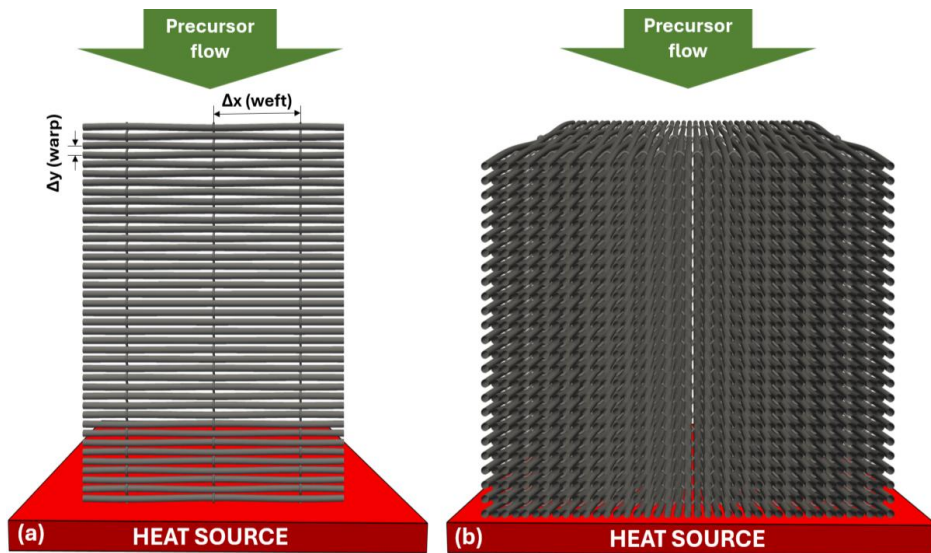 Precursor
flow
Δx (weft)
Δy (warp)
(a)
HEAT SOURCE
Precursor
flow
(b)
HEAT SOURCE